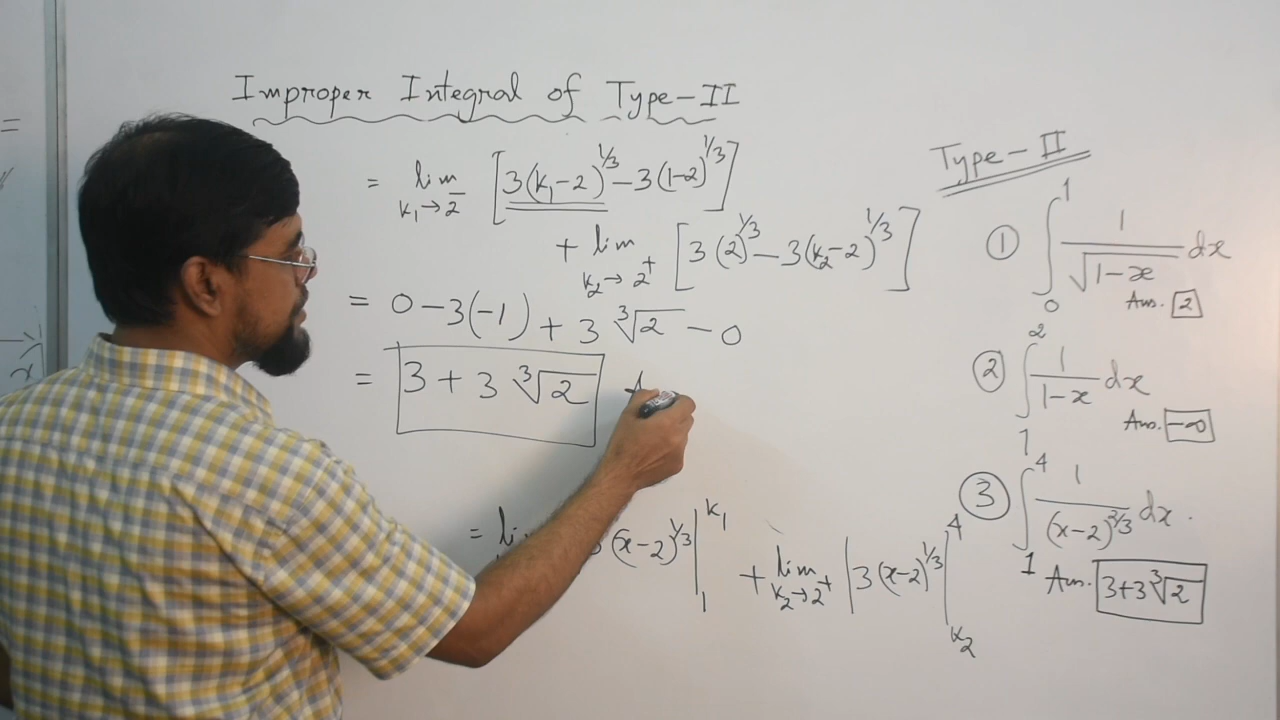 Improper Integral of Type-II
= lim k₁→2⁻ [3(k₁-2)^1/3 - 3(1-2)^1/3]
+ lim k₂→2⁺ [3(2)^1/3 - 3(k₂-2)^1/3]
= 0 - 3(-1) + 3 ∛2 - 0
= 3 + 3 ∛2
(x-2)^1/3 |₁^k₁ + lim k₂→2⁺ |3(x-2)^1/3|_k₂^4
Type-II
① ∫₀¹ 1/√(1-x) dx
Ans. 2
② ∫₁² 1/(1-x) dx
Ans. -∞
③ ∫₁⁴ 1/(x-2)^2/3 dx.
Ans. 3+3∛2